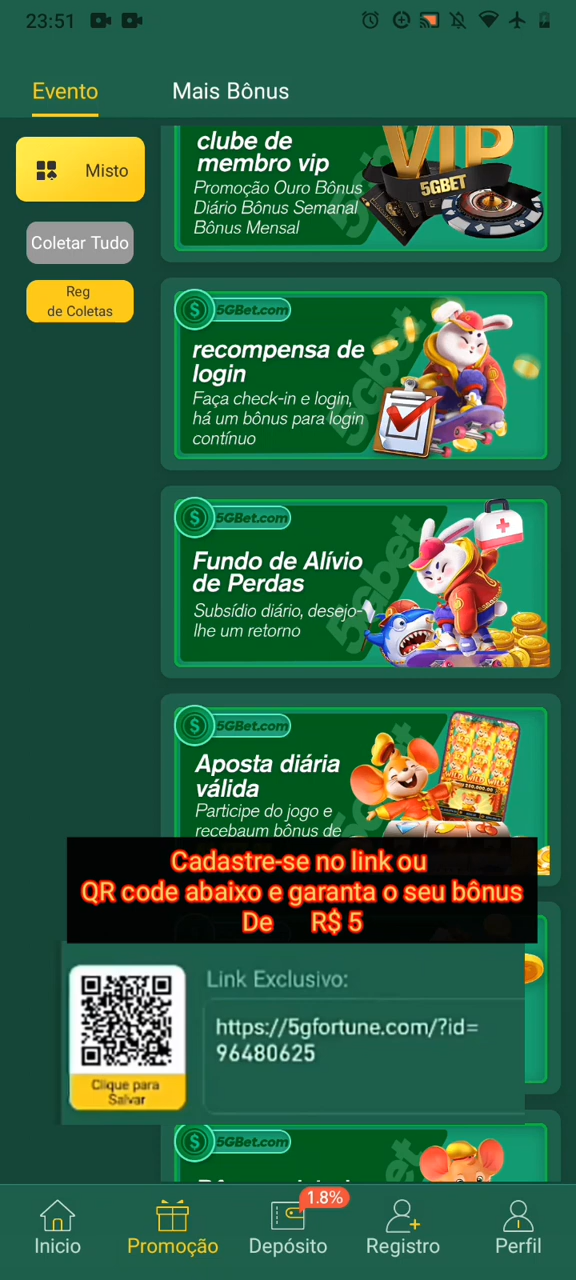 23:51
Evento
Mais Bônus
Misto
Coletar Tudo
Reg
de Coletas
clube de
membro vip
Promoção Ouro Bônus
Diário Bônus Semanal
Bônus Mensal
VIP
5GBET
5GBet.com
recompensa de
login
Faça check-in e login,
há um bônus para login
contínuo
5Gbet
5GBet.com
Fundo de Alívio
de Perdas
Subsídio diário, desejo-
lhe um retorno
5Gbet
5GBet.com
Aposta diária
válida
Participe do jogo e
recebaum bônus de
WILD WILD WILD
Cadastre-se no link ou
QR code abaixo e garanta o seu bônus
De R$ 5
Clique para
Salvar
Link Exclusivo:
https://5gfortune.com/?id=
96480625
5GBet.com
1.8%
Inicio
Promoção
Depósito
Registro
Perfil